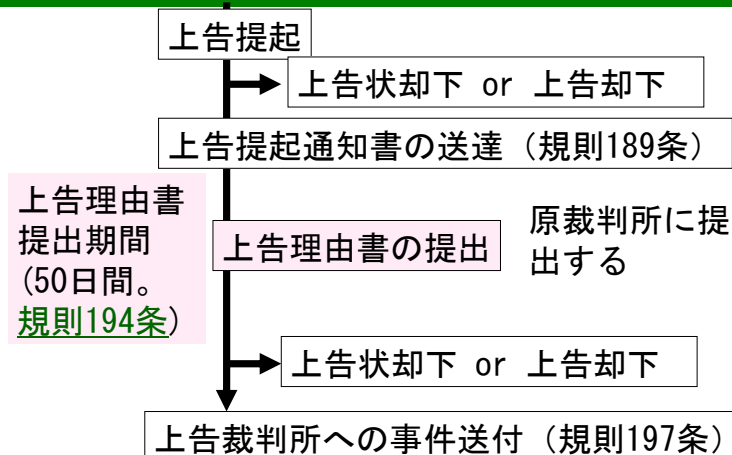 上告提起
上告状却下 or 上告却下
上告提起通知書の送達（規則189条）
上告理由書
提出期間
(50日間。
規則194条)
上告理由書の提出
原裁判所に提
出する
上告状却下 or 上告却下
上告裁判所への事件送付（規則197条）